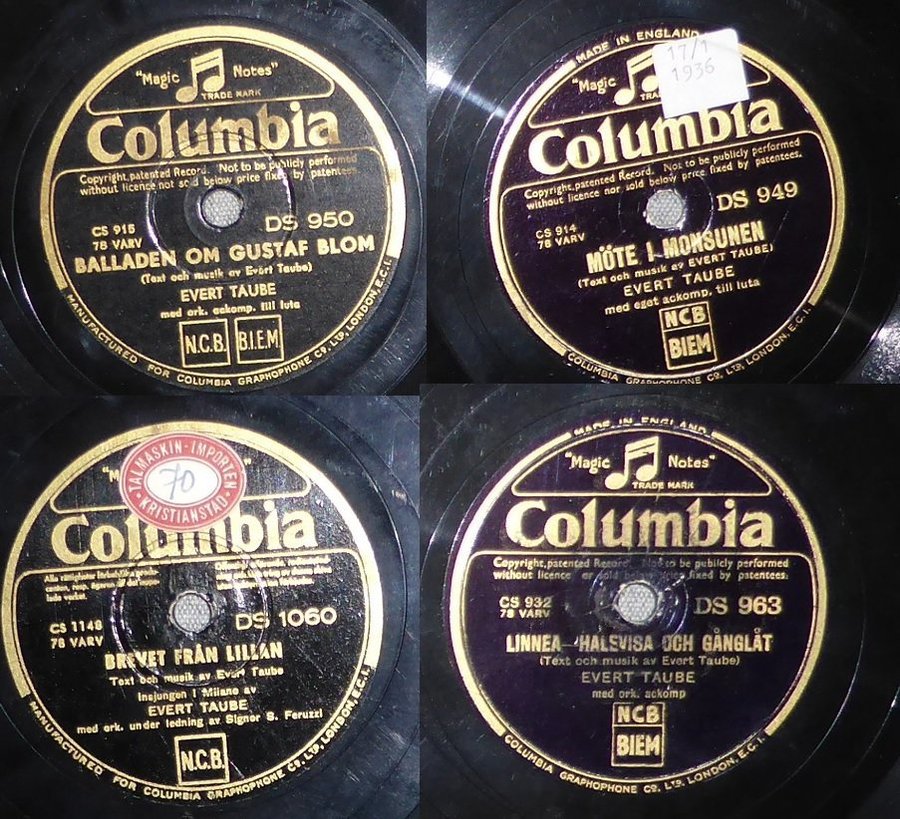 "Magic Notes"
TRADE MARK
Columbia
Copyright, patented Record. Not to be publicly performed
without licence nor sold below price fixed by patentees.
CS 915
78 VARV
DS 950
BALLADEN OM GUSTAF BLOM
(Text och musik av Evert Taube)
EVERT TAUBE
med ork. ackomp. till luta
N.C.B. B.I.E.M
MANUFACTURED FOR COLUMBIA GRAPHOPHONE CO. LTD. LONDON, E.C.1.
MADE IN ENGLAND
17/1
1936
"Magic
Columbia
Copyright, patented Record. Not to be publicly performed
without licence nor sold below price fixed by patentees.
CS 914
78 VARV
DS 949
MÖTE I MONSUNEN
(Text och musik av EVERT TAUBE)
EVERT TAUBE
med eget ackomp. till luta
NCB
BIEM
COLUMBIA GRAPHOPHONE CO. LTD. LONDON, E.C.1.
TALMASKIN-IMPORTEN
70
KRISTIANSTAD
Columbia
CS 1148
78 VARV
DS 1060
BREVET FRÅN LILLIAN
Text och musik av Evert Taube
Insjungen i Milano av
EVERT TAUBE
med ork. under ledning av Signor S. Feruzzi
N.C.B.
MANUFACTURED FOR COLUMBIA GRAPHOPHONE CO. LTD. LONDON, E.C.1.
MADE IN ENGLAND
"Magic Notes"
TRADE MARK
Columbia
Copyright, patented Record. Not to be publicly performed
without licence nor sold below price fixed by patentees.
CS 932
78 VARV
DS 963
LINNEA—HALSVISA OCH GÅNGLÅT
(Text och musik av Evert Taube)
EVERT TAUBE
med ork. ackomp
NCB
BIEM
COLUMBIA GRAPHOPHONE CO. LTD. LONDON, E.C.1.